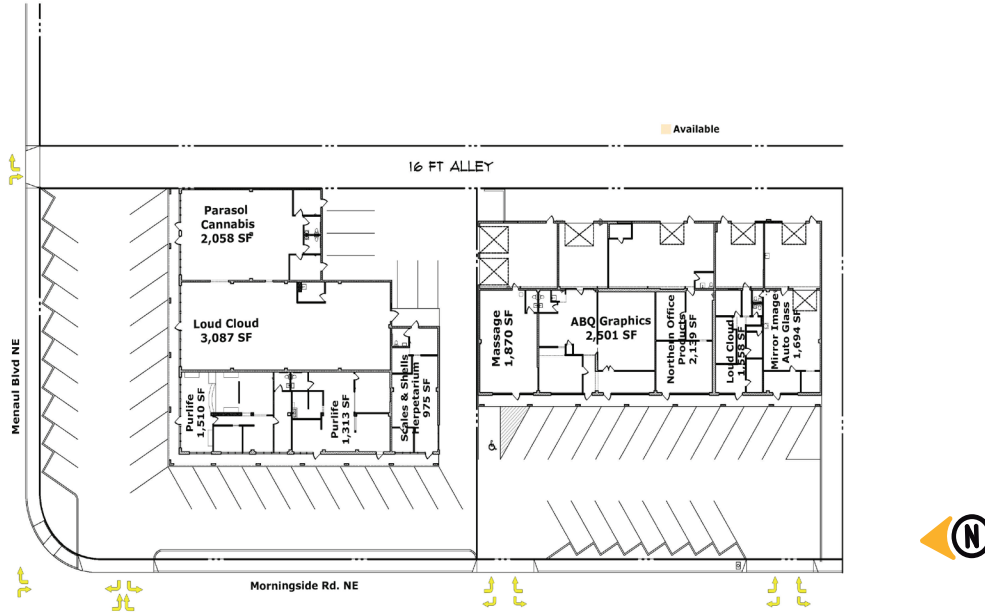 Available
16 FT ALLEY
Parasol
Cannabis
2,058 SF
Loud Cloud
3,087 SF
Purlife
1,510 SF
Purlife
1,313 SF
Scales & Shells
Herpetarium
975 SF
Massage
1,870 SF
ABQ Graphics
2,501 SF
Northern Office
Products
2,139 SF
Loud Cloud
1,558 SF
Mirror Image
Auto Glass
1,694 SF
Menaul Blvd NE
Morningside Rd. NE
N